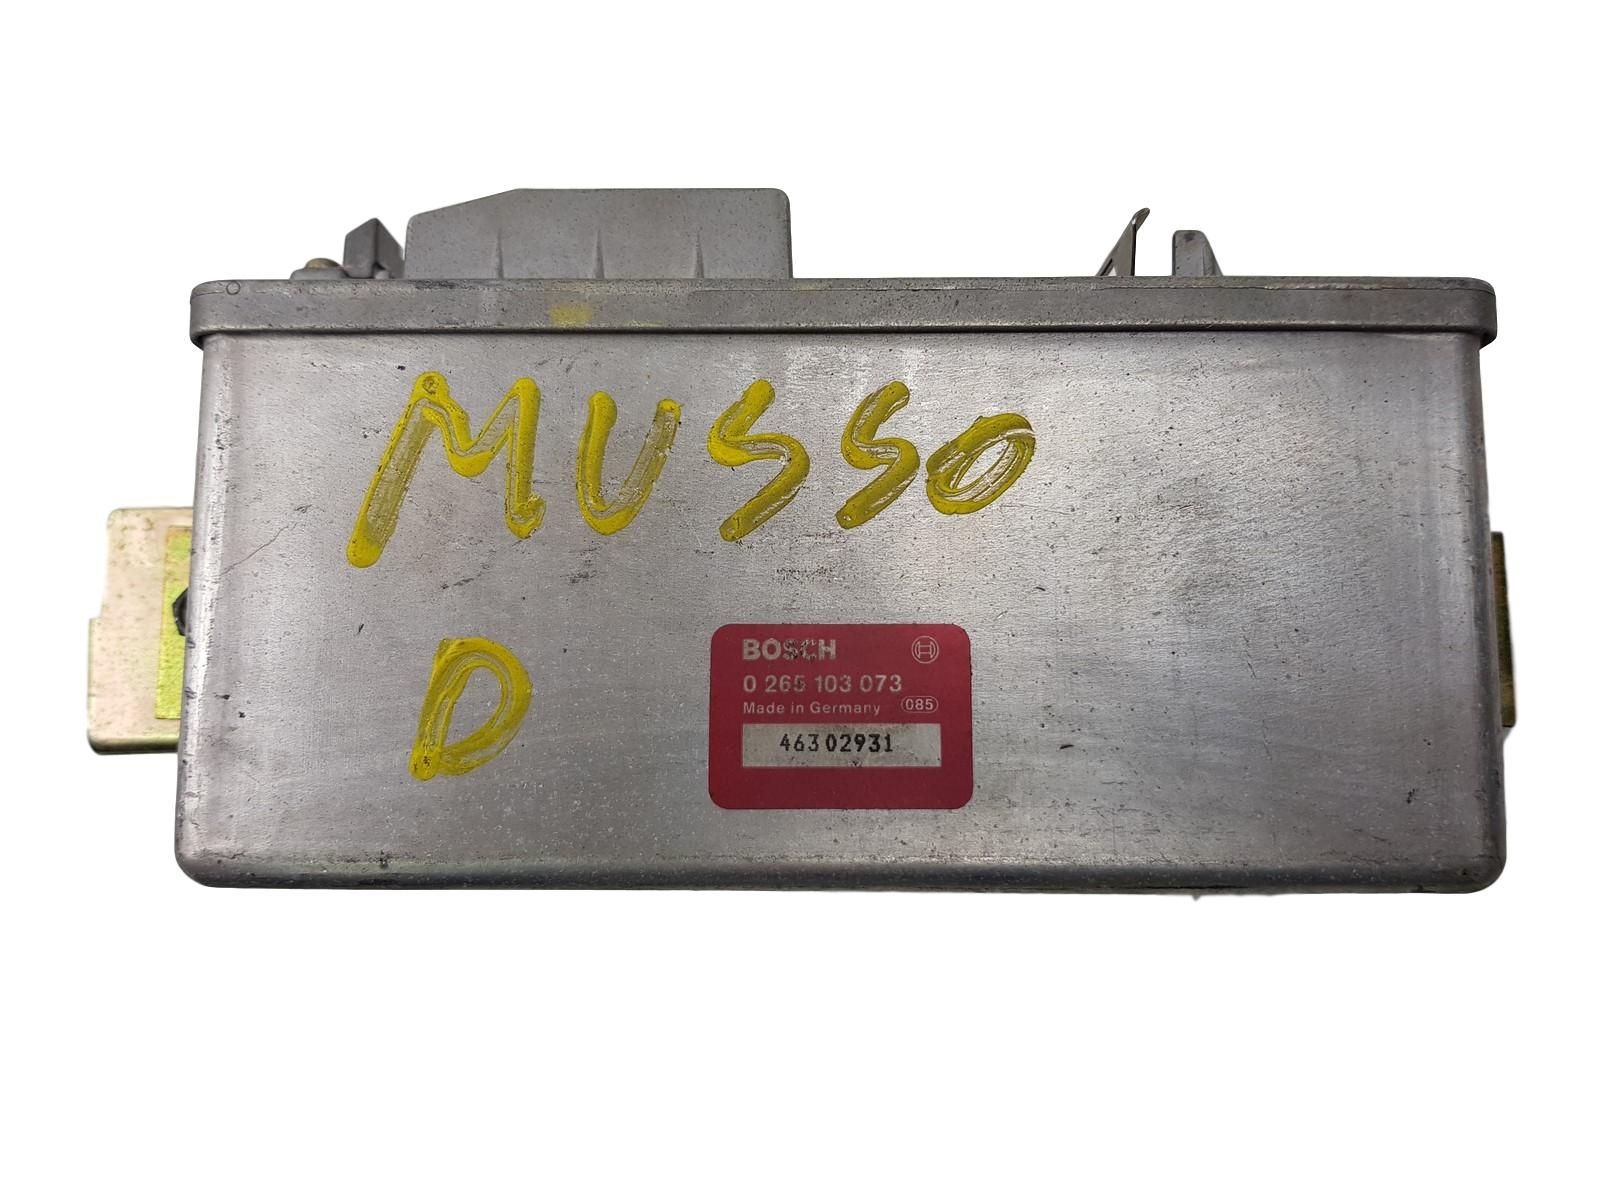 MUSSO
D
BOSCH
0 265 103 073
Made in Germany 085
46302931